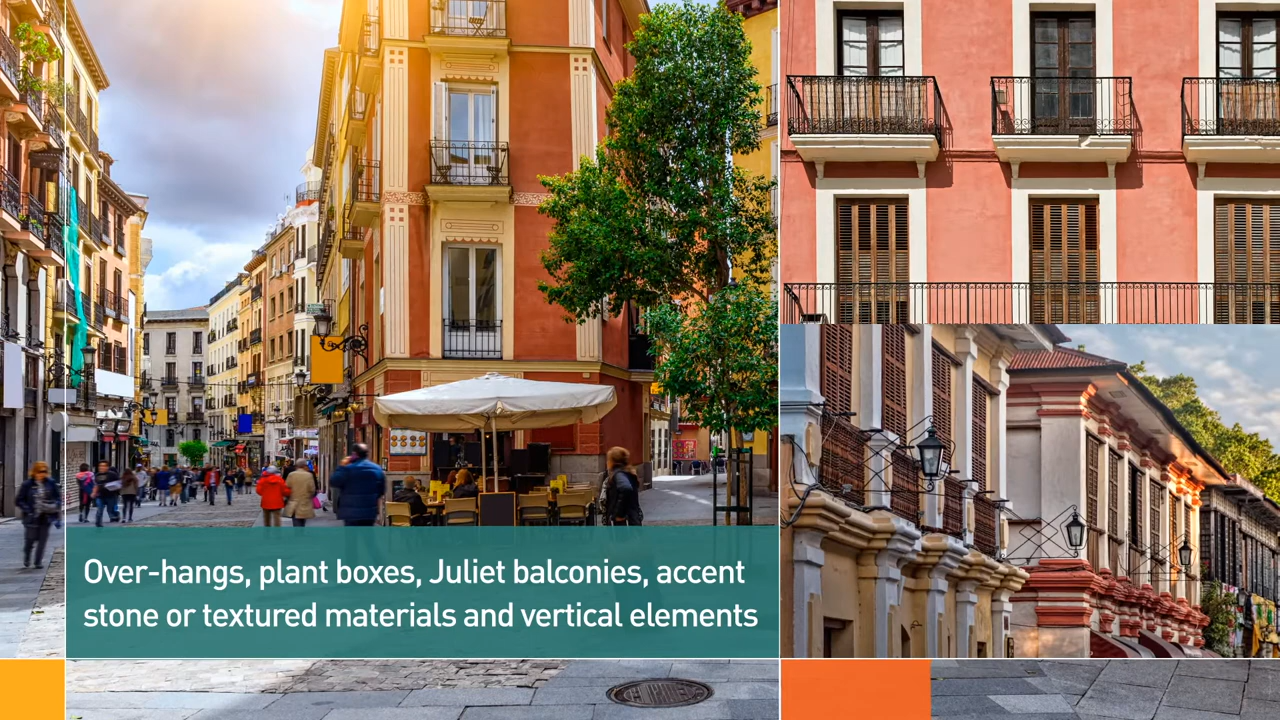 Over-hangs, plant boxes, Juliet balconies, accent
stone or textured materials and vertical elements